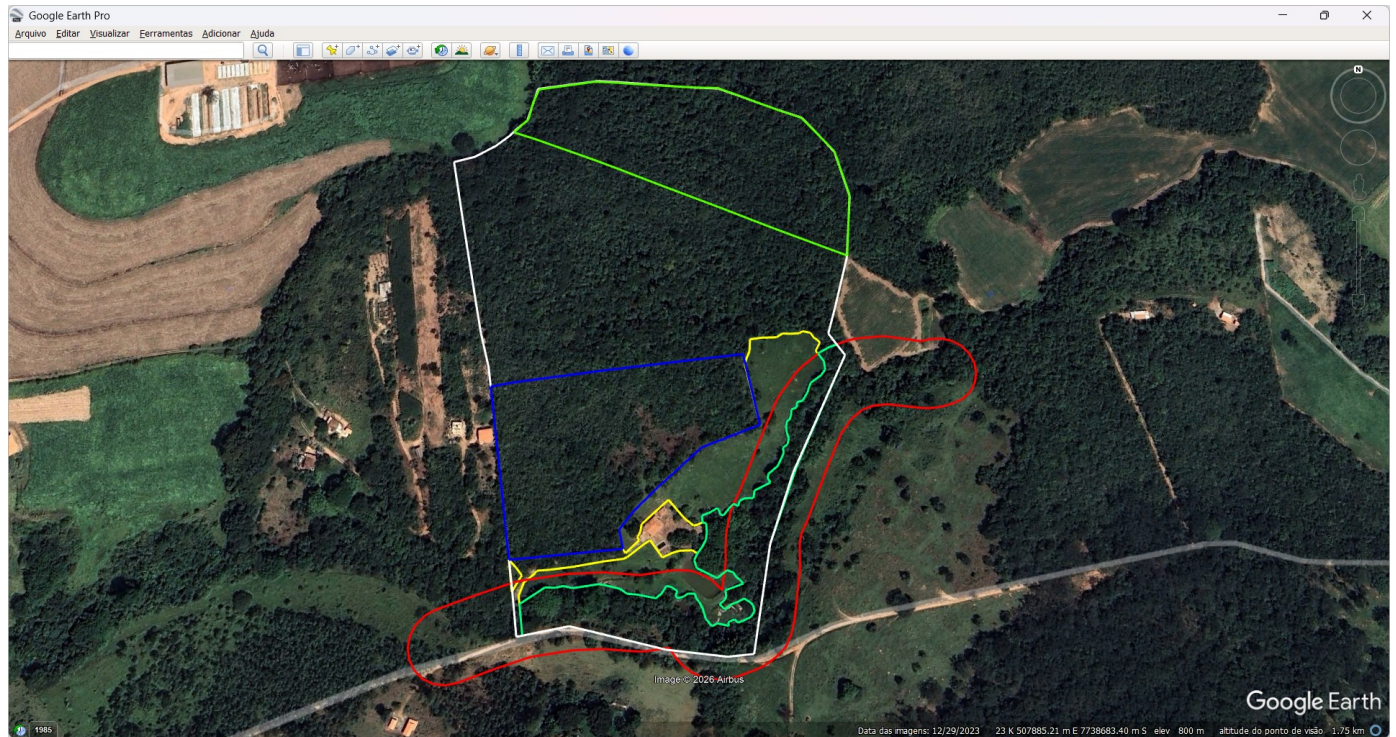 Google Earth Pro
Arquivo Editar Visualizar Ferramentas Adicionar Ajuda
N
Image © 2026 Airbus
Google Earth
1985
Data das imagens: 12/29/2023 23 K 507885.21 m E 7738683.40 m S elev 800 m altitude do ponto de visão 1.75 km